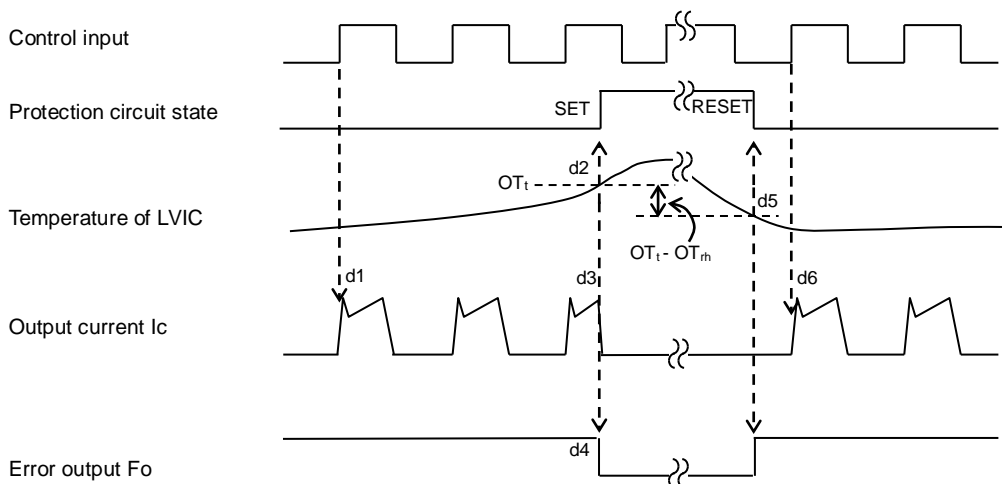 Control input
Protection circuit state
SET
RESET
d2
OTt
Temperature of LVIC
d5
OTt - OTrh
d1
d3
d6
Output current Ic
d4
Error output Fo